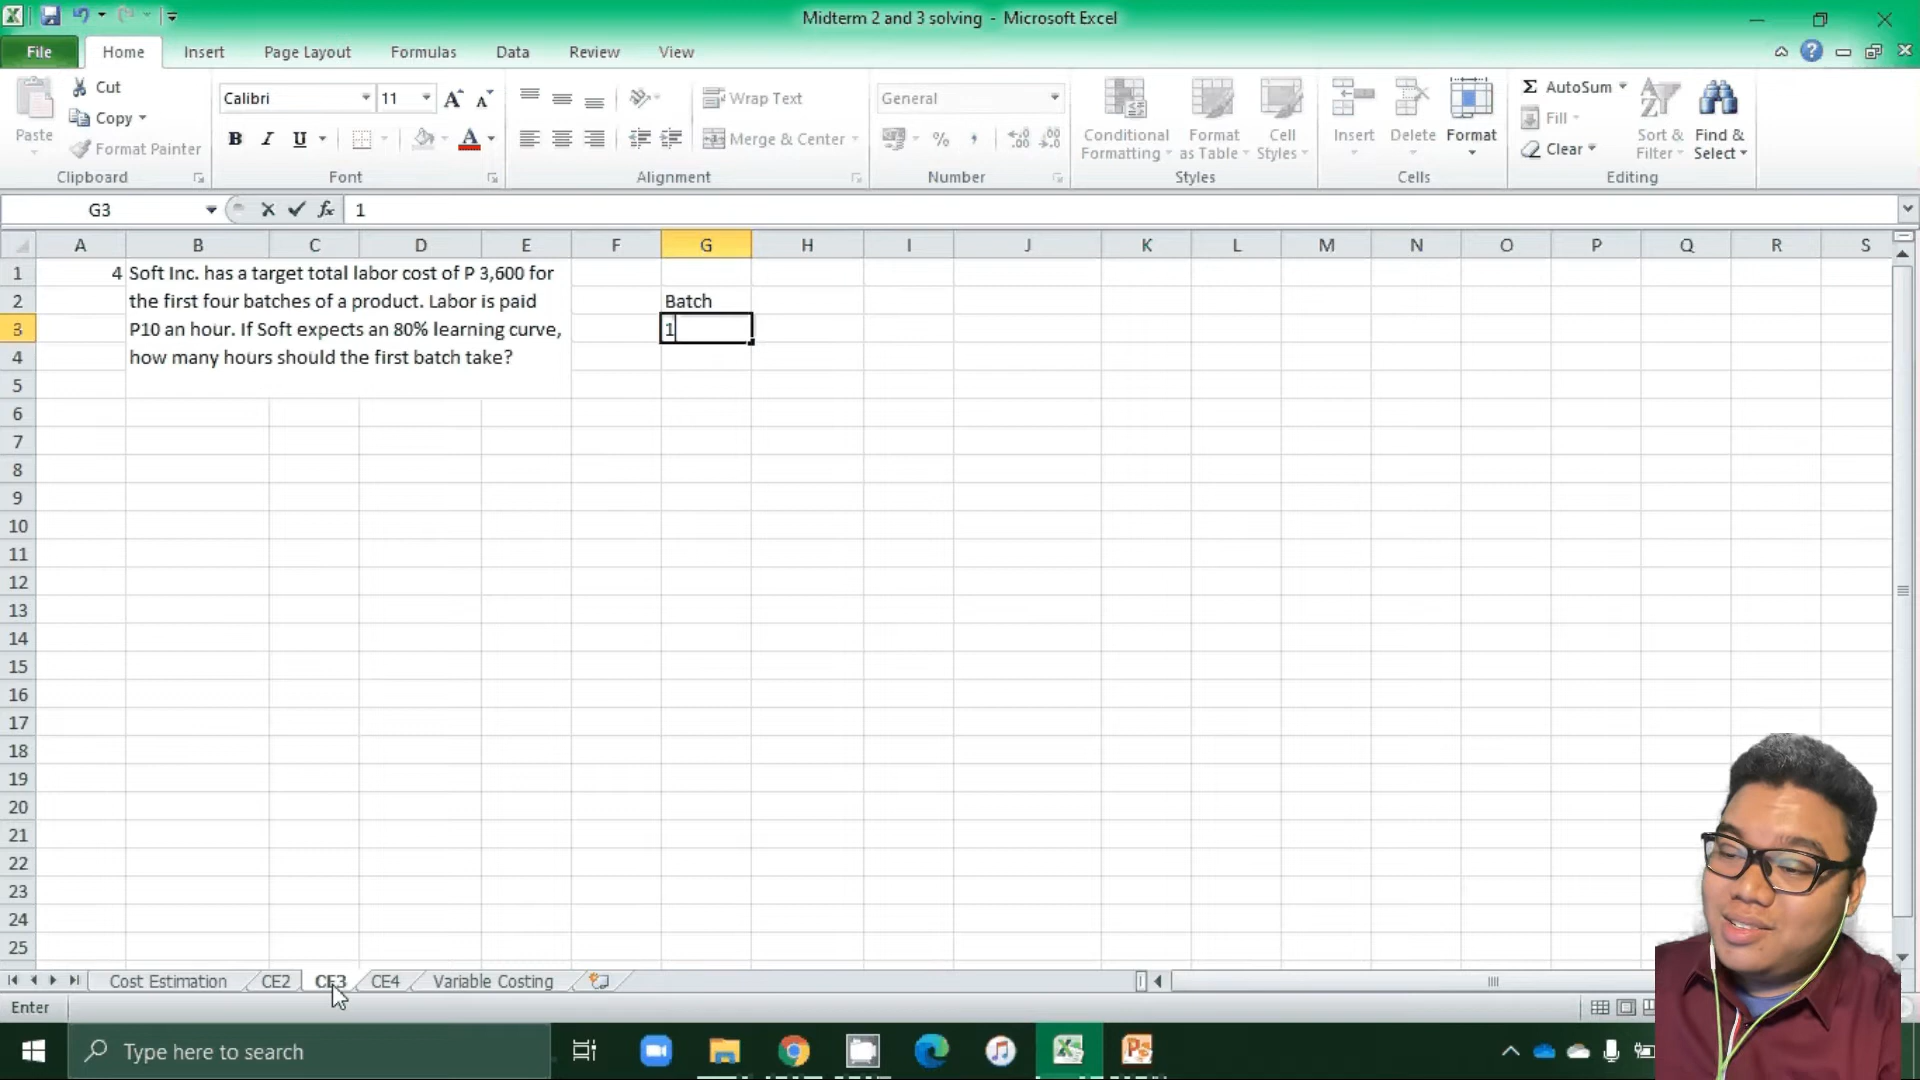 Midterm 2 and 3 solving - Microsoft Excel
File Home Insert Page Layout Formulas Data Review View
Paste
Cut
Copy
Format Painter
Clipboard
Calibri 11
B I U
Font
Wrap Text
Merge & Center
Alignment
General
%
Number
Conditional Formatting
Format as Table
Cell Styles
Styles
Insert
Delete
Format
Cells
AutoSum
Fill
Clear
Sort & Filter
Find & Select
Editing
G3 fx 1
A B C D E F G H I J K L M N O P Q R S
1 4 Soft Inc. has a target total labor cost of P 3,600 for
2 the first four batches of a product. Labor is paid Batch
3 P10 an hour. If Soft expects an 80% learning curve, 1
4 how many hours should the first batch take?
5
6
7
8
9
10
11
12
13
14
15
16
17
18
19
20
21
22
23
24
25
Cost Estimation CE2 CE3 CE4 Variable Costing
Enter
Type here to search